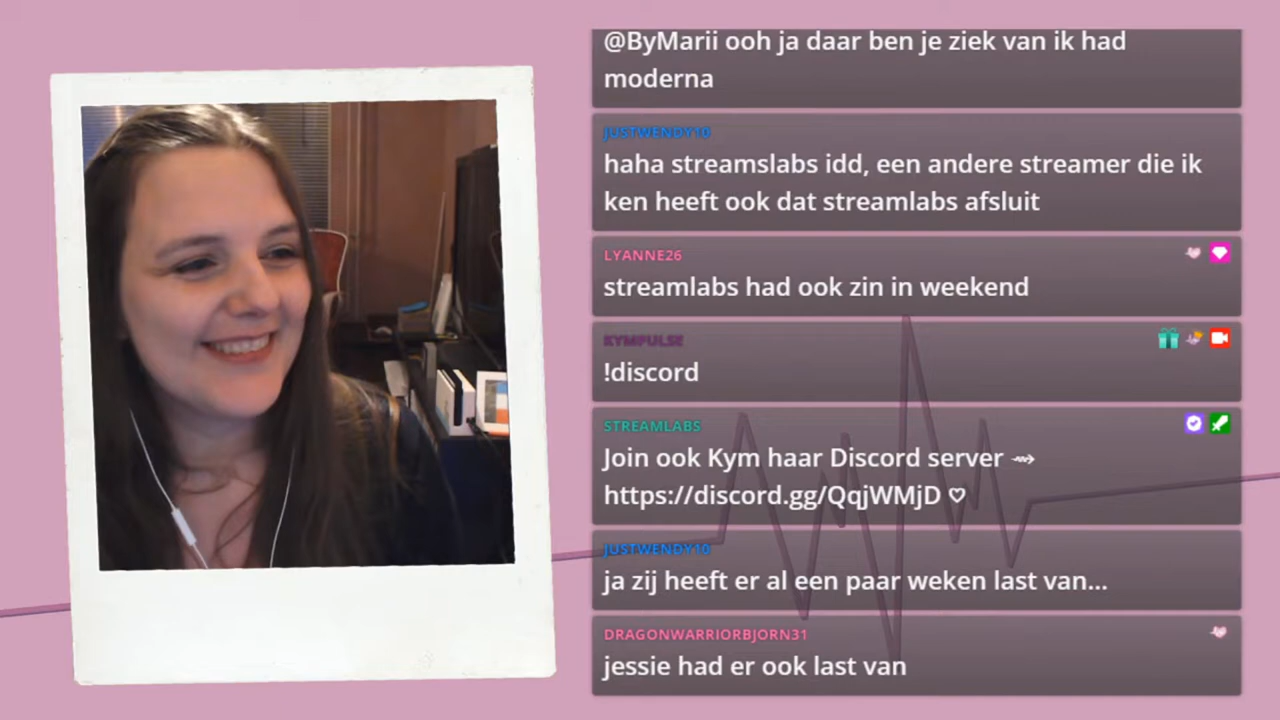 @ByMarii ooh ja daar ben je ziek van ik had
moderna
JUSTWENDY10
haha streamslabs idd, een andere streamer die ik
ken heeft ook dat streamlabs afsluit
LYANNE26
streamlabs had ook zin in weekend
KYMPULSE
!discord
STREAMLABS
Join ook Kym haar Discord server ⇝
https://discord.gg/QqjWMjD ♡
JUSTWENDY10
ja zij heeft er al een paar weken last van...
DRAGONWARRIORBJORN31
jessie had er ook last van